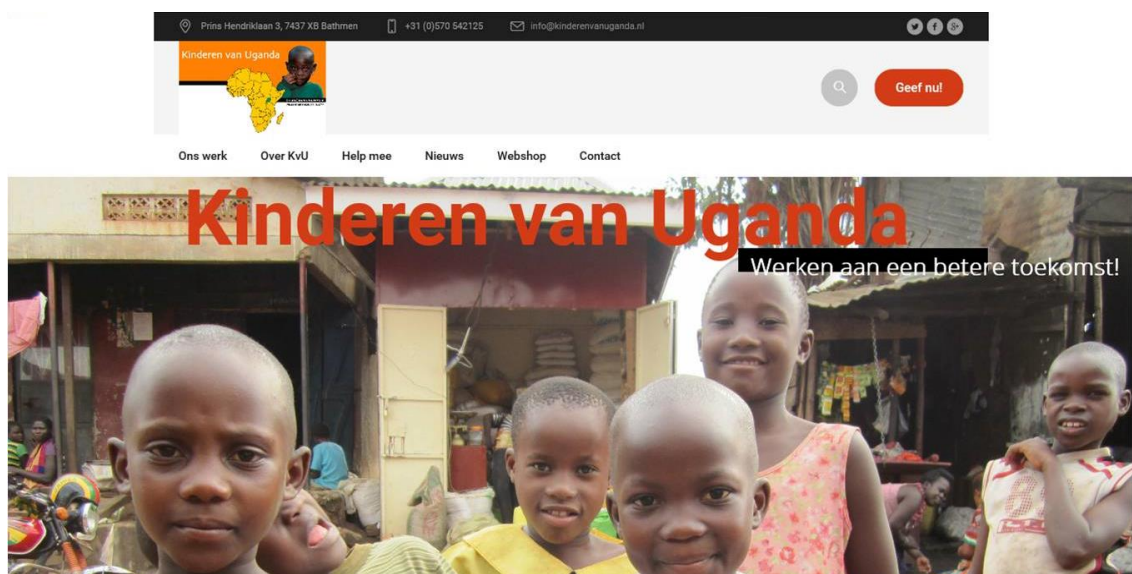 Prins Hendriklaan 3, 7437 XB Bathmen +31 (0)570 542125 info@kinderenvanuganda.nl
Kinderen van Uganda
Geef nu!
Ons werk Over KvU Help mee Nieuws Webshop Contact
Kinderen van Uganda
Werken aan een betere toekomst!